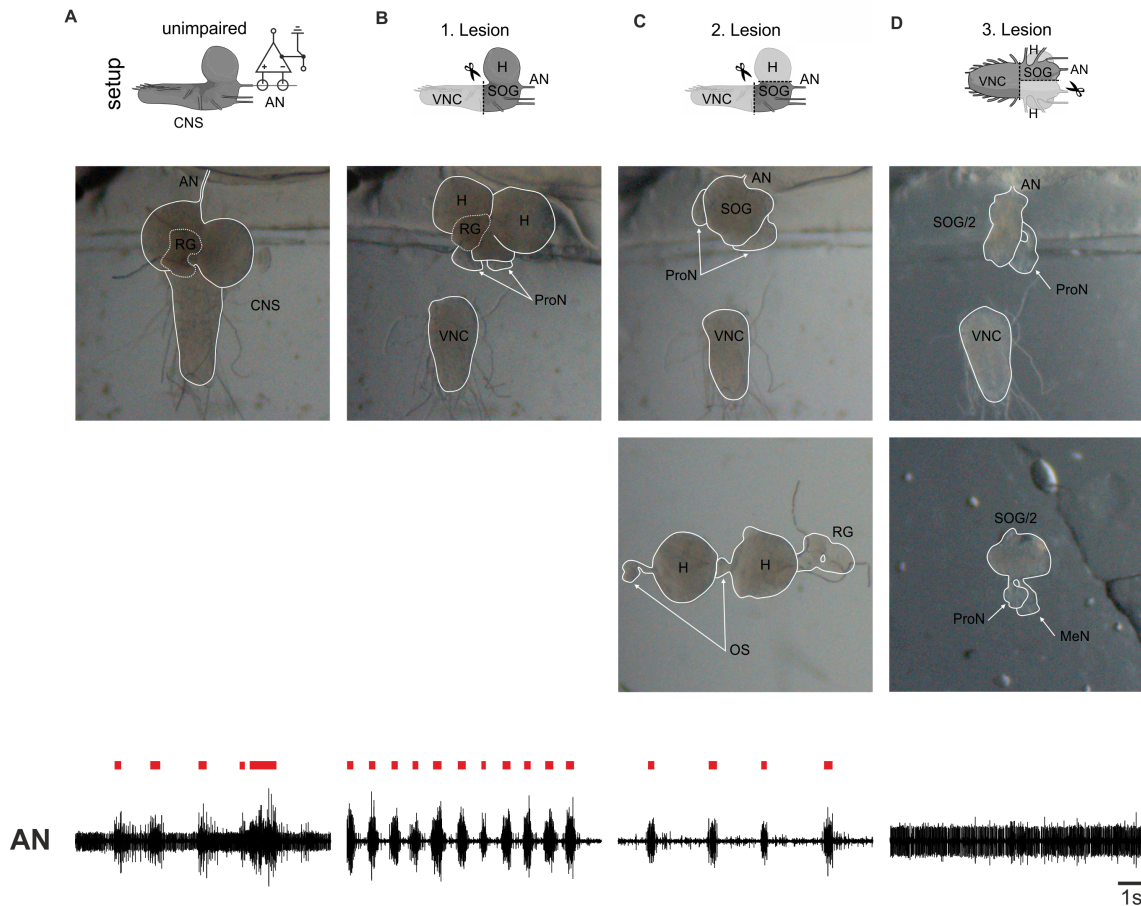 A
B
C
D
unimpaired
1. Lesion
2. Lesion
3. Lesion
setup
+ -
AN
CNS
H
AN
VNC
SOG
H
AN
VNC
SOG
H
VNC
SOG
AN
H
AN
RG
CNS
H
H
RG
ProN
VNC
AN
SOG
ProN
VNC
AN
SOG/2
ProN
VNC
H
H
RG
OS
SOG/2
ProN
MeN
AN
1s